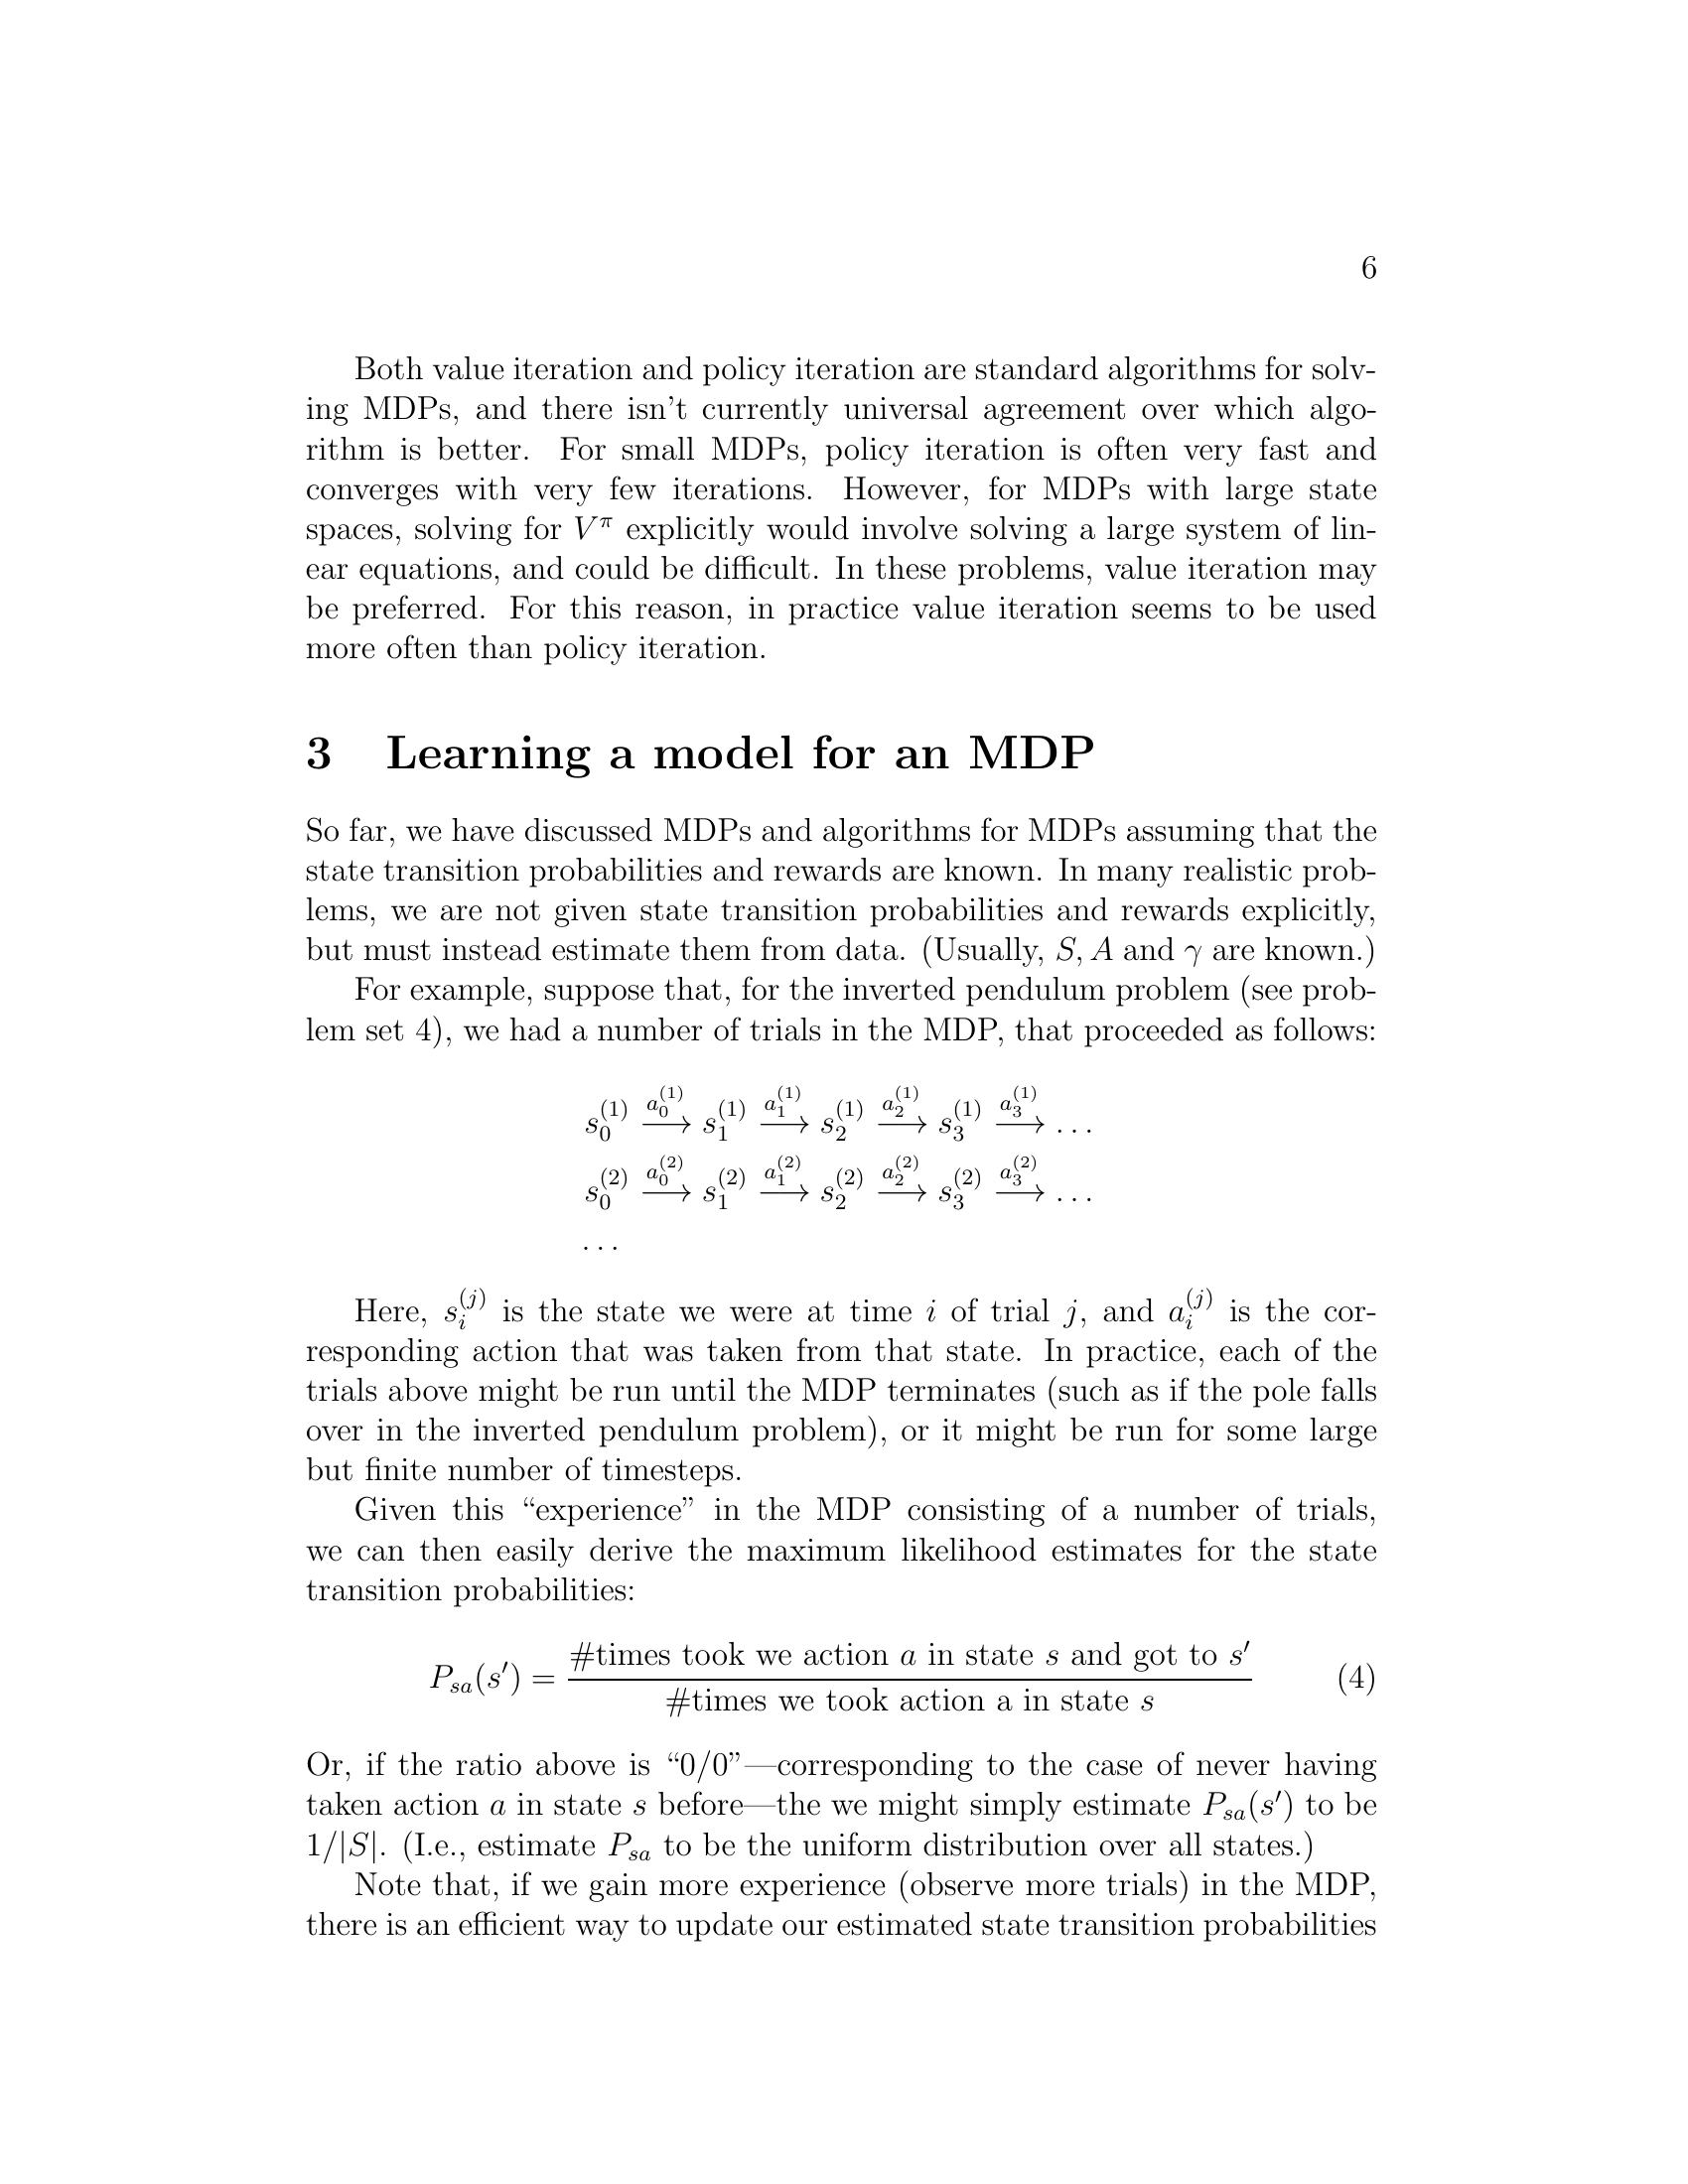 6
Both value iteration and policy iteration are standard algorithms for solv-
ing MDPs, and there isn't currently universal agreement over which algo-
rithm is better. For small MDPs, policy iteration is often very fast and
converges with very few iterations. However, for MDPs with large state
spaces, solving for $V^\pi$ explicitly would involve solving a large system of lin-
ear equations, and could be difficult. In these problems, value iteration may
be preferred. For this reason, in practice value iteration seems to be used
more often than policy iteration.
3 Learning a model for an MDP
So far, we have discussed MDPs and algorithms for MDPs assuming that the
state transition probabilities and rewards are known. In many realistic prob-
lems, we are not given state transition probabilities and rewards explicitly,
but must instead estimate them from data. (Usually, $S, A$ and $\gamma$ are known.)
For example, suppose that, for the inverted pendulum problem (see prob-
lem set 4), we had a number of trials in the MDP, that proceeded as follows:
$s_0^{(1)} \xrightarrow{a_0^{(1)}} s_1^{(1)} \xrightarrow{a_1^{(1)}} s_2^{(1)} \xrightarrow{a_2^{(1)}} s_3^{(1)} \xrightarrow{a_3^{(1)}} \ldots$
$s_0^{(2)} \xrightarrow{a_0^{(2)}} s_1^{(2)} \xrightarrow{a_1^{(2)}} s_2^{(2)} \xrightarrow{a_2^{(2)}} s_3^{(2)} \xrightarrow{a_3^{(2)}} \ldots$
$\ldots$
Here, $s_i^{(j)}$ is the state we were at time $i$ of trial $j$, and $a_i^{(j)}$ is the cor-
responding action that was taken from that state. In practice, each of the
trials above might be run until the MDP terminates (such as if the pole falls
over in the inverted pendulum problem), or it might be run for some large
but finite number of timesteps.
Given this “experience” in the MDP consisting of a number of trials,
we can then easily derive the maximum likelihood estimates for the state
transition probabilities:
$P_{sa}(s') = \frac{\text{\#times took we action } a \text{ in state } s \text{ and got to } s'}{\text{\#times we took action a in state } s}$ (4)
Or, if the ratio above is “0/0”—corresponding to the case of never having
taken action $a$ in state $s$ before—the we might simply estimate $P_{sa}(s')$ to be
$1/|S|$. (I.e., estimate $P_{sa}$ to be the uniform distribution over all states.)
Note that, if we gain more experience (observe more trials) in the MDP,
there is an efficient way to update our estimated state transition probabilities